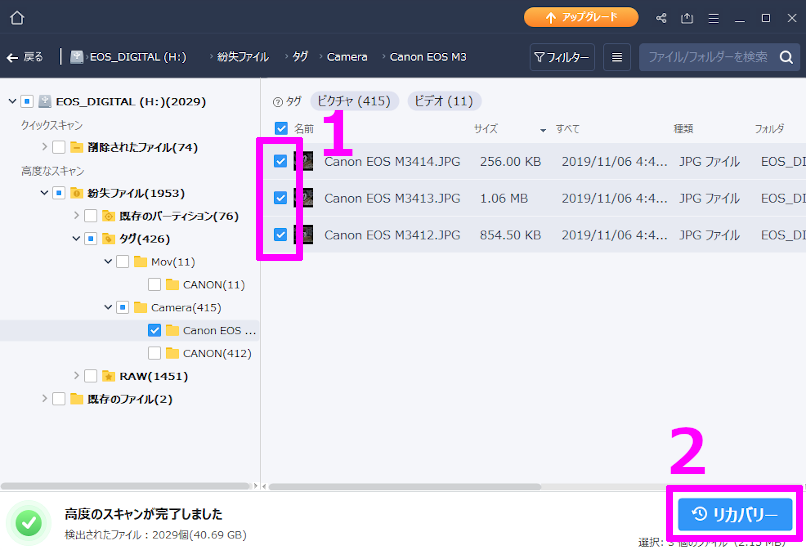 アップグレード
戻る EOS_DIGITAL (H:) 紛失ファイル タグ Camera Canon EOS M3 フィルター ファイル/フォルダーを検索
EOS_DIGITAL (H:)(2029)
クイックスキャン
削除されたファイル(74)
高度なスキャン
紛失ファイル(1953)
既存のパーティション(76)
タグ(426)
Mov(11)
CANON(11)
Camera(415)
Canon EOS ...
CANON(412)
RAW(1451)
既存のファイル(2)
タグ ピクチャ (415) ビデオ (11)
1
名前 サイズ すべて 種類 フォルダ
Canon EOS M3414.JPG 256.00 KB 2019/11/06 4:4... JPG ファイル EOS_DI
Canon EOS M3413.JPG 1.06 MB 2019/11/06 4:4... JPG ファイル EOS_DI
Canon EOS M3412.JPG 854.50 KB 2019/11/06 4:4... JPG ファイル EOS_DI
2
高度のスキャンが完了しました
検出されたファイル : 2029個(40.69 GB)
リカバリー
選択: 3 個のファイル (2.15 MB)